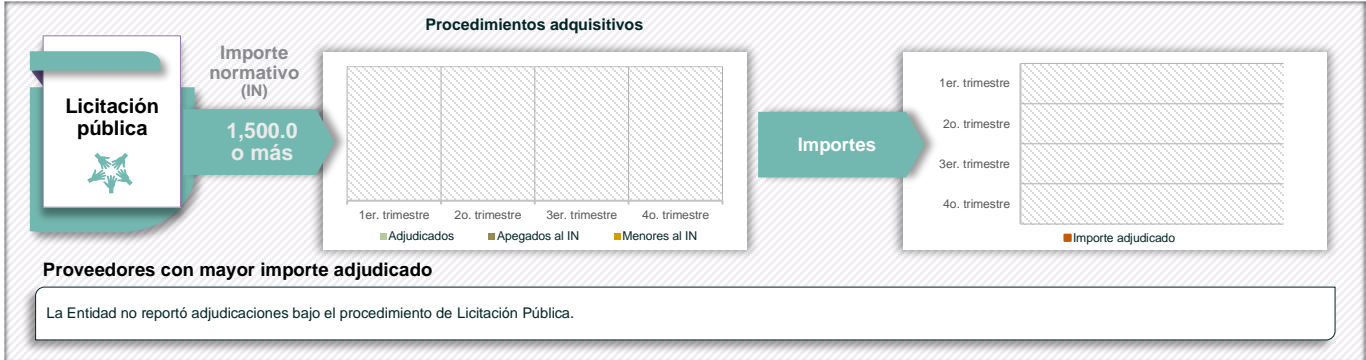 Procedimientos adquisitivos
Licitación
pública
Importe
normativo
(IN)
1,500.0
o más
1er. trimestre
2o. trimestre
3er. trimestre
4o. trimestre
Adjudicados
Apegados al IN
Menores al IN
Importes
1er. trimestre
2o. trimestre
3er. trimestre
4o. trimestre
Importe adjudicado
Proveedores con mayor importe adjudicado
La Entidad no reportó adjudicaciones bajo el procedimiento de Licitación Pública.